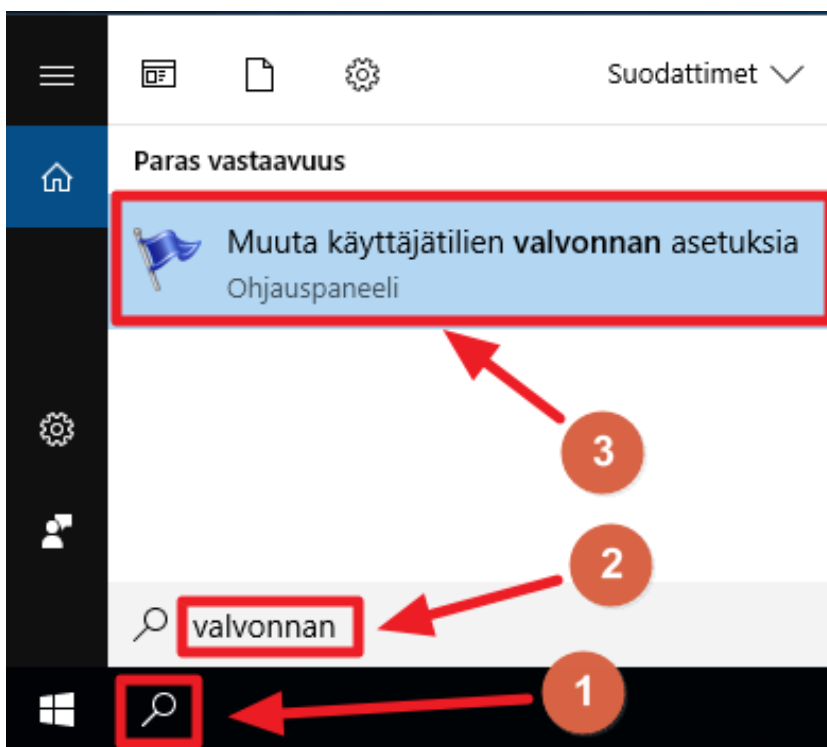 Suodattimet
Paras vastaavuus
Muuta käyttäjätilien valvonnan asetuksia
Ohjauspaneeli
3
2
valvonnan
1